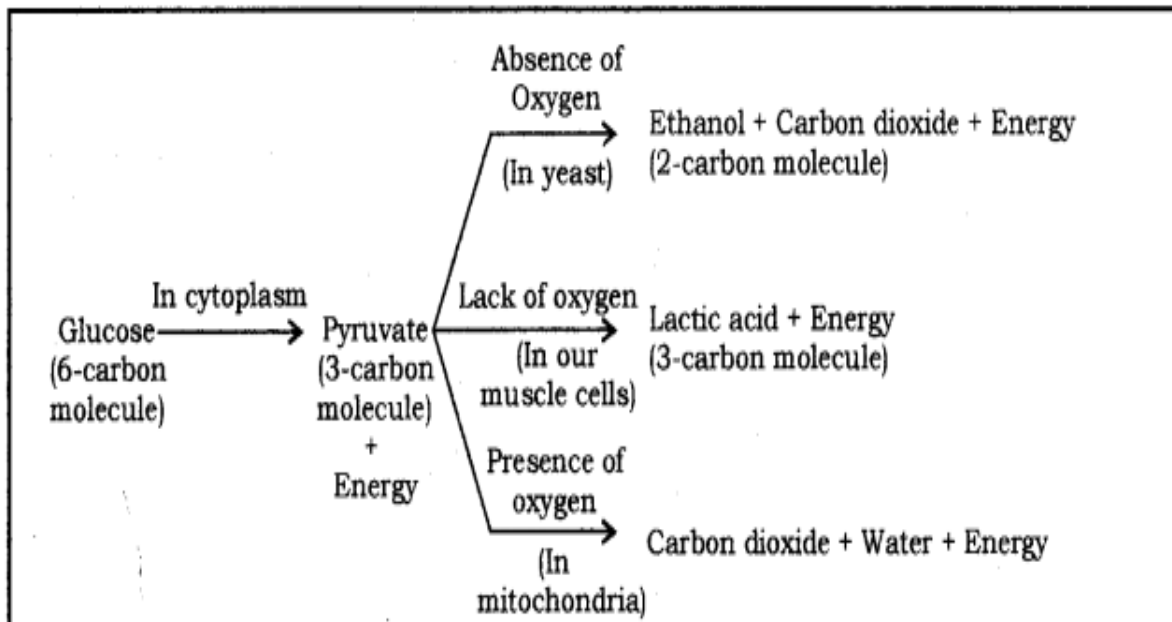 Absence of
Oxygen
Ethanol + Carbon dioxide + Energy
(In yeast)
(2-carbon molecule)
In cytoplasm
Lack of oxygen
Glucose
Pyruvate
Lactic acid + Energy
(6-carbon
molecule)
(3-carbon
molecule)
+
Energy
(In our
muscle cells)
(3-carbon molecule)
Presence of
oxygen
Carbon dioxide + Water + Energy
(In
mitochondria)